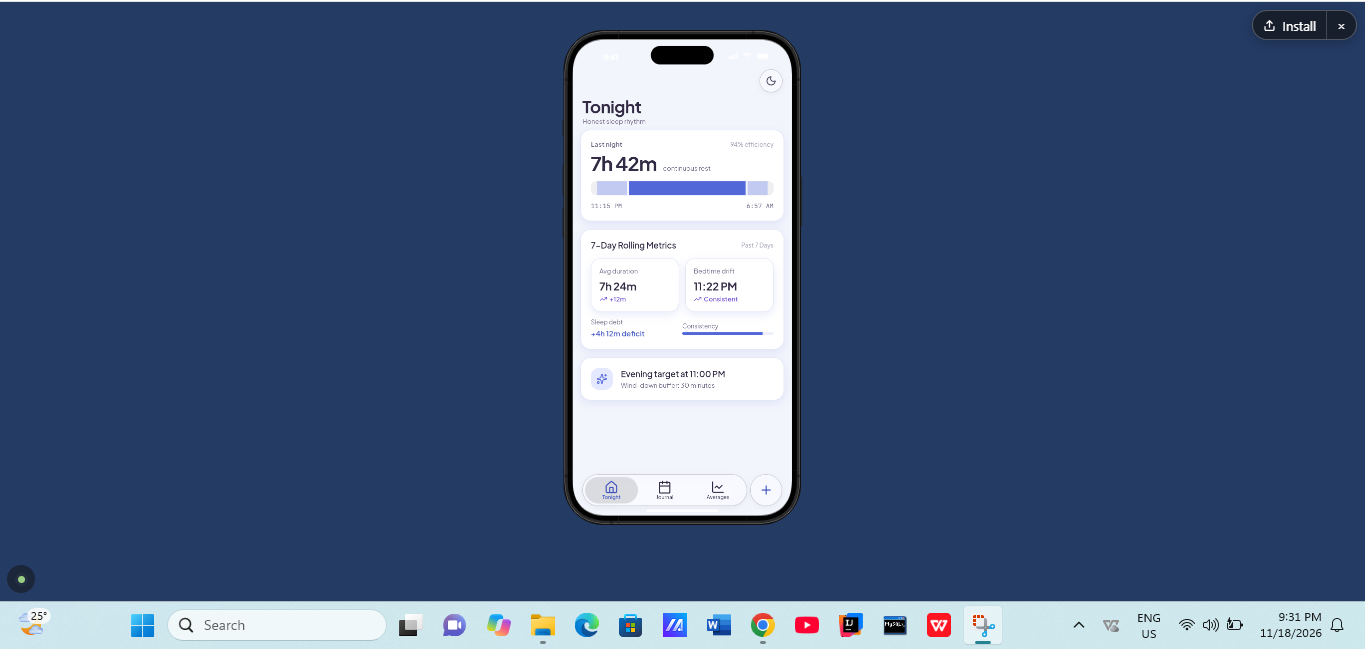 Install ×
9:41
Tonight
Honest sleep rhythm
Last night 94% efficiency
7h 42m continuous rest
11:15 PM 6:57 AM
7-Day Rolling Metrics Past 7 Days
Avg duration
7h 24m
+12m
Bedtime drift
11:22 PM
Consistent
Sleep debt
+4h 12m deficit
Consistency
Evening target at 11:00 PM
Wind-down buffer: 30 minutes
Tonight Journal Averages
25°
Search
ENG
US
9:31 PM
11/18/2026